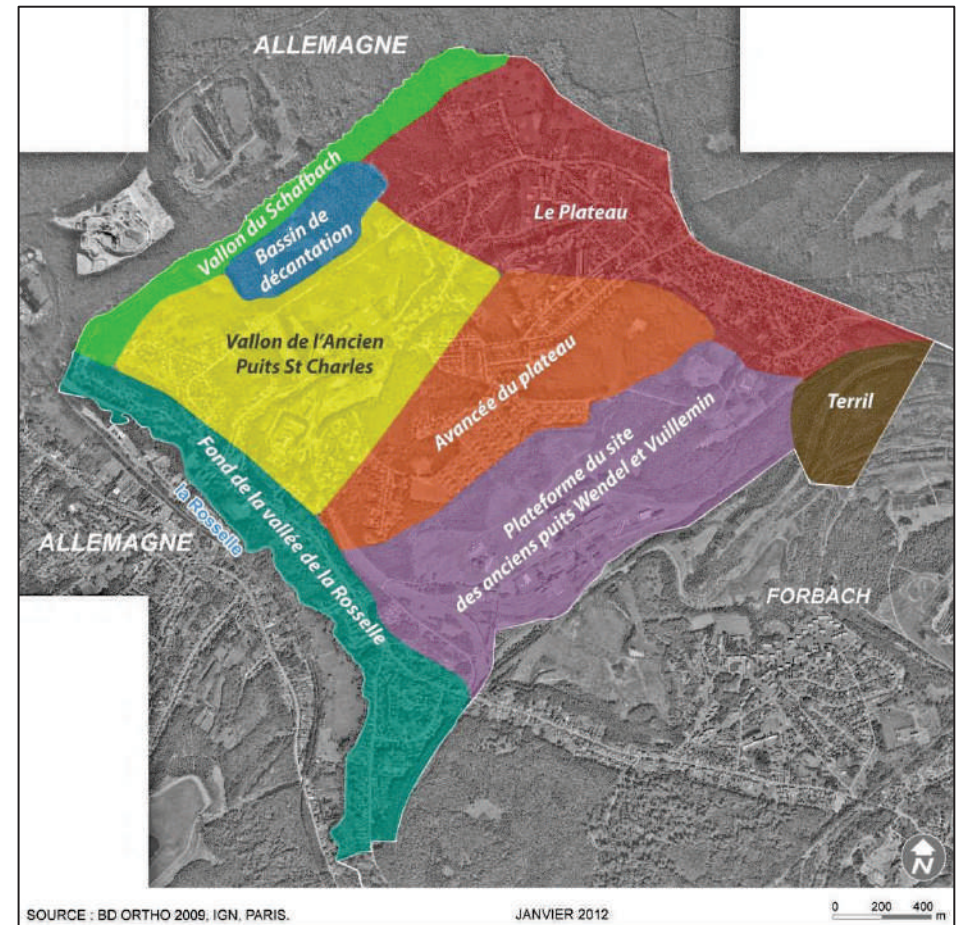 ALLEMAGNE
Vallon du Schafbach
Bassin de
décantation
Le Plateau
Vallon de l'Ancien
Puits St Charles
Avancée du plateau
Terril
Fond de la vallée de la Rosselle
la Rosselle
Plateforme du site
des anciens puits Wendel et Vuillemin
ALLEMAGNE
FORBACH
N
SOURCE : BD ORTHO 2009, IGN, PARIS.
JANVIER 2012
0 200 400
m